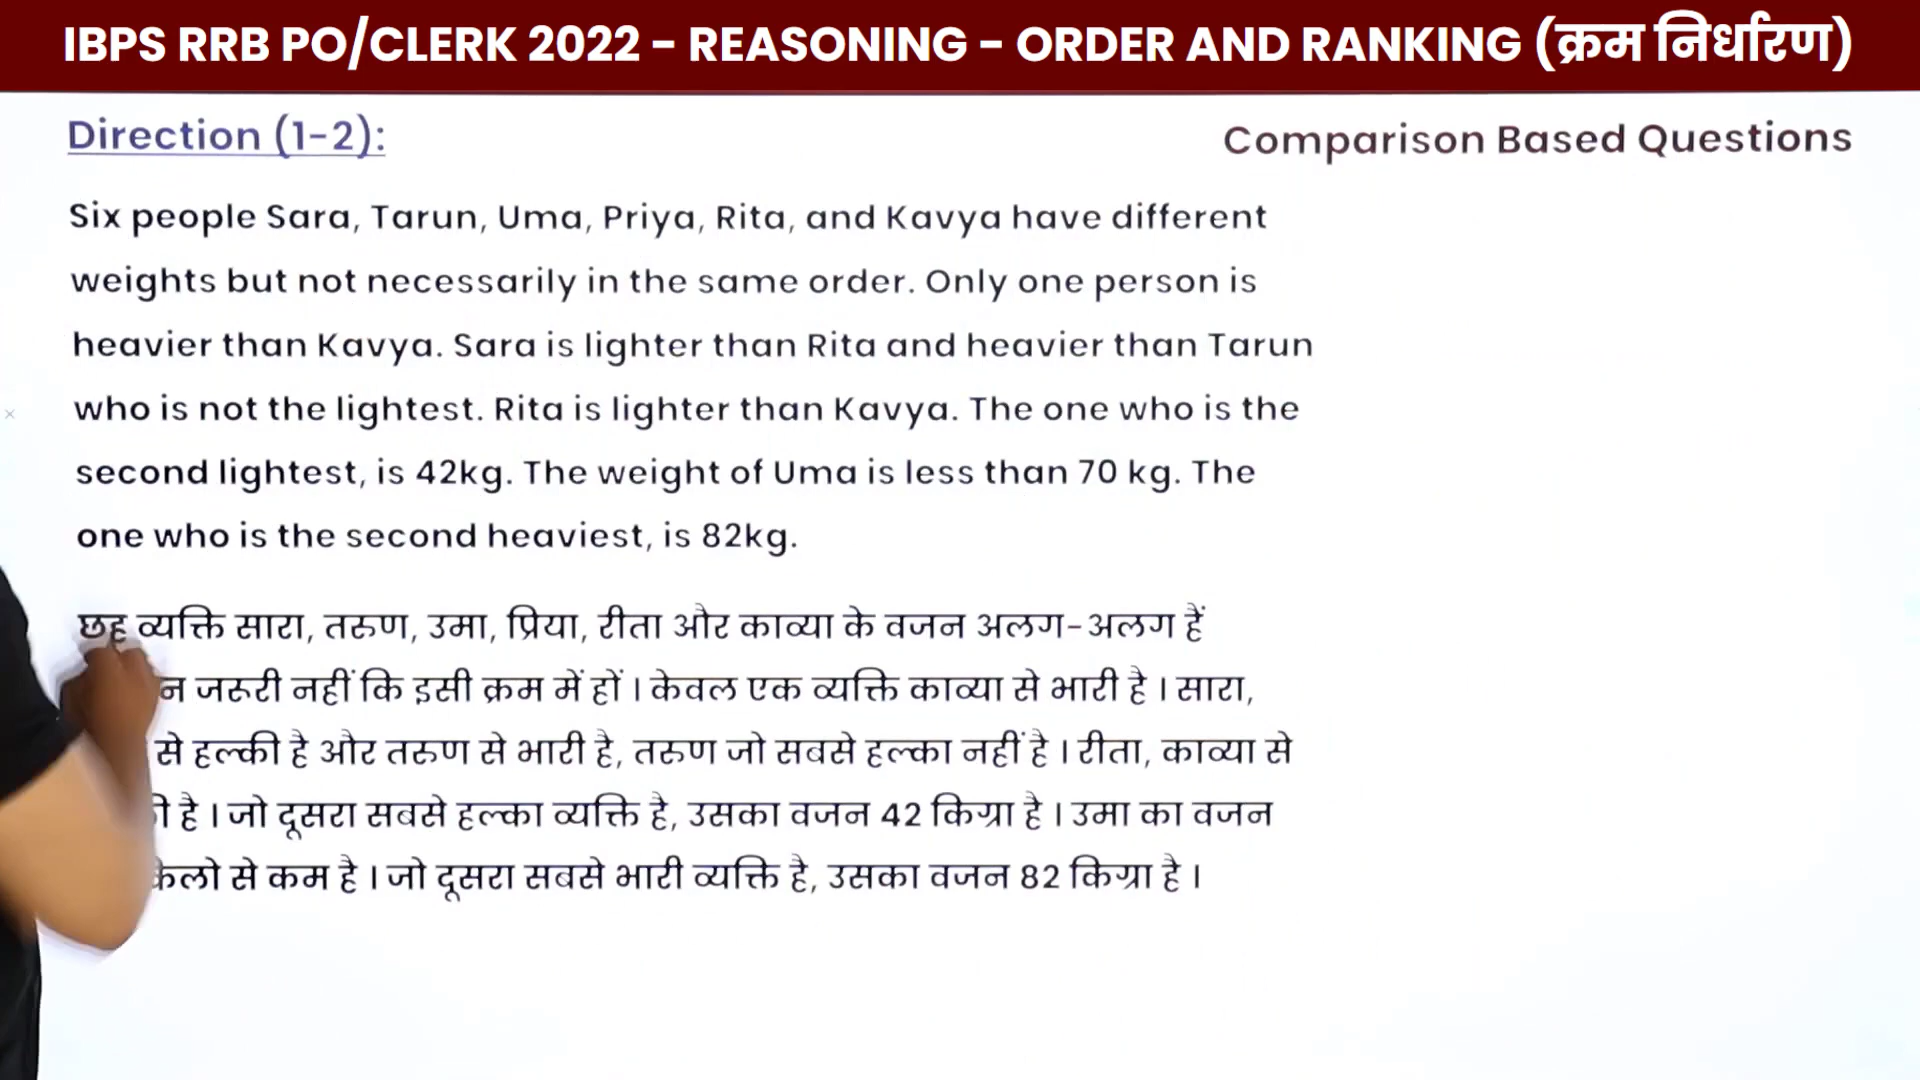 IBPS RRB PO/CLERK 2022 – REASONING – ORDER AND RANKING (क्रम निर्धारण)
Direction (1-2):
Comparison Based Questions
Six people Sara, Tarun, Uma, Priya, Rita, and Kavya have different
weights but not necessarily in the same order. Only one person is
heavier than Kavya. Sara is lighter than Rita and heavier than Tarun
who is not the lightest. Rita is lighter than Kavya. The one who is the
second lightest, is 42kg. The weight of Uma is less than 70 kg. The
one who is the second heaviest, is 82kg.
छह व्यक्ति सारा, तरुण, उमा, प्रिया, रीता और काव्या के वजन अलग-अलग हैं
जरूरी नहीं कि इसी क्रम में हों । केवल एक व्यक्ति काव्या से भारी है । सारा,
से हल्की है और तरुण से भारी है, तरुण जो सबसे हल्का नहीं है । रीता, काव्या से
है । जो दूसरा सबसे हल्का व्यक्ति है, उसका वजन 42 किग्रा है । उमा का वजन
से कम है । जो दूसरा सबसे भारी व्यक्ति है, उसका वजन 82 किग्रा है ।